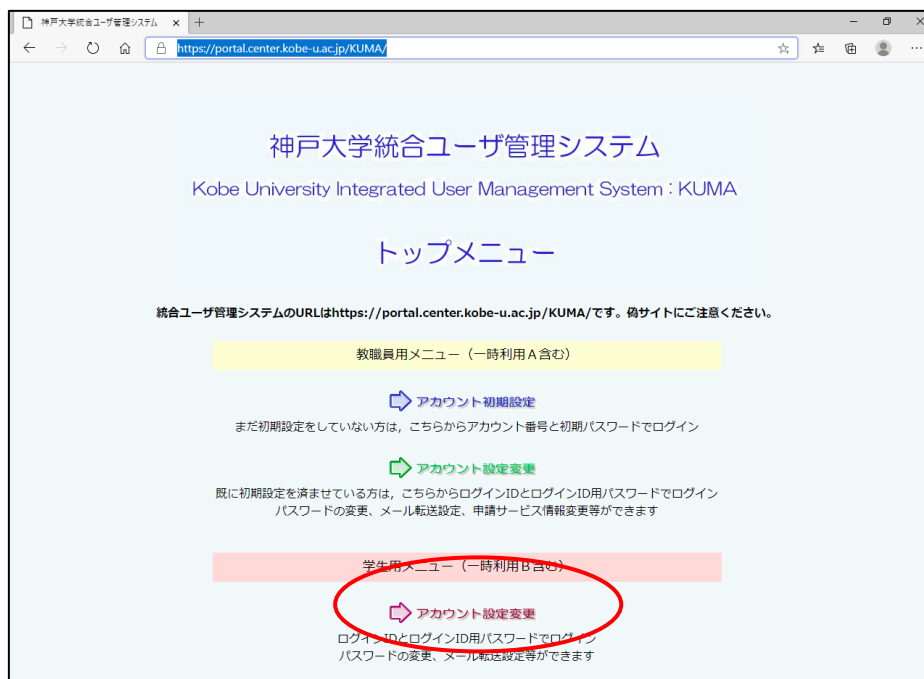 神戸大学統合ユーザ管理システム
https://portal.center.kobe-u.ac.jp/KUMA/
神戸大学統合ユーザ管理システム
Kobe University Integrated User Management System : KUMA
トップメニュー
統合ユーザ管理システムのURLはhttps://portal.center.kobe-u.ac.jp/KUMA/です。偽サイトにご注意ください。
教職員用メニュー（一時利用Ａ含む）
アカウント初期設定
まだ初期設定をしていない方は，こちらからアカウント番号と初期パスワードでログイン
アカウント設定変更
既に初期設定を済ませている方は，こちらからログインIDとログインID用パスワードでログイン
パスワードの変更、メール転送設定、申請サービス情報変更等ができます
学生用メニュー（一時利用Ｂ含む）
アカウント設定変更
ログインIDとログインID用パスワードでログイン
パスワードの変更、メール転送設定等ができます